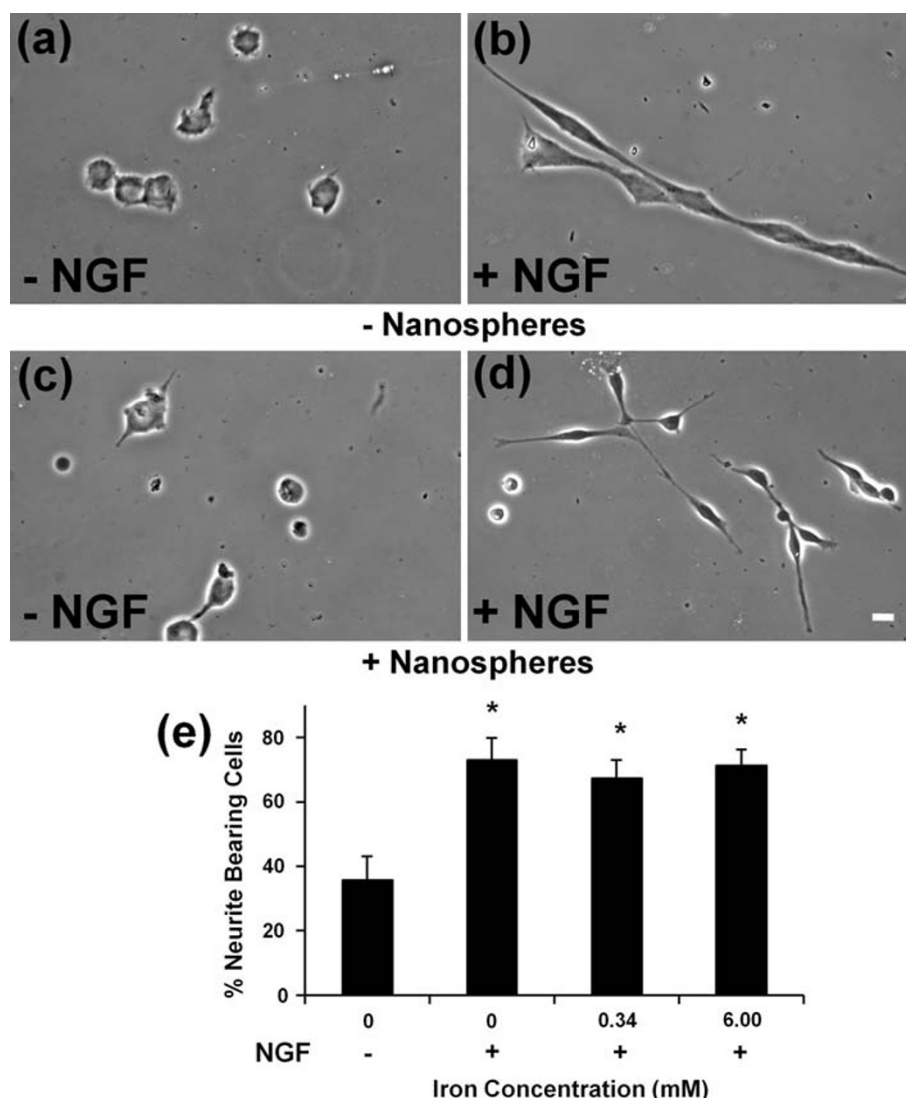 (a)
(b)
- NGF
+ NGF
- Nanospheres
(c)
(d)
- NGF
+ NGF
+ Nanospheres
(e)
% Neurite Bearing Cells
80
60
40
20
0
* * *
0 0 0.34 6.00
NGF - + + +
Iron Concentration (mM)